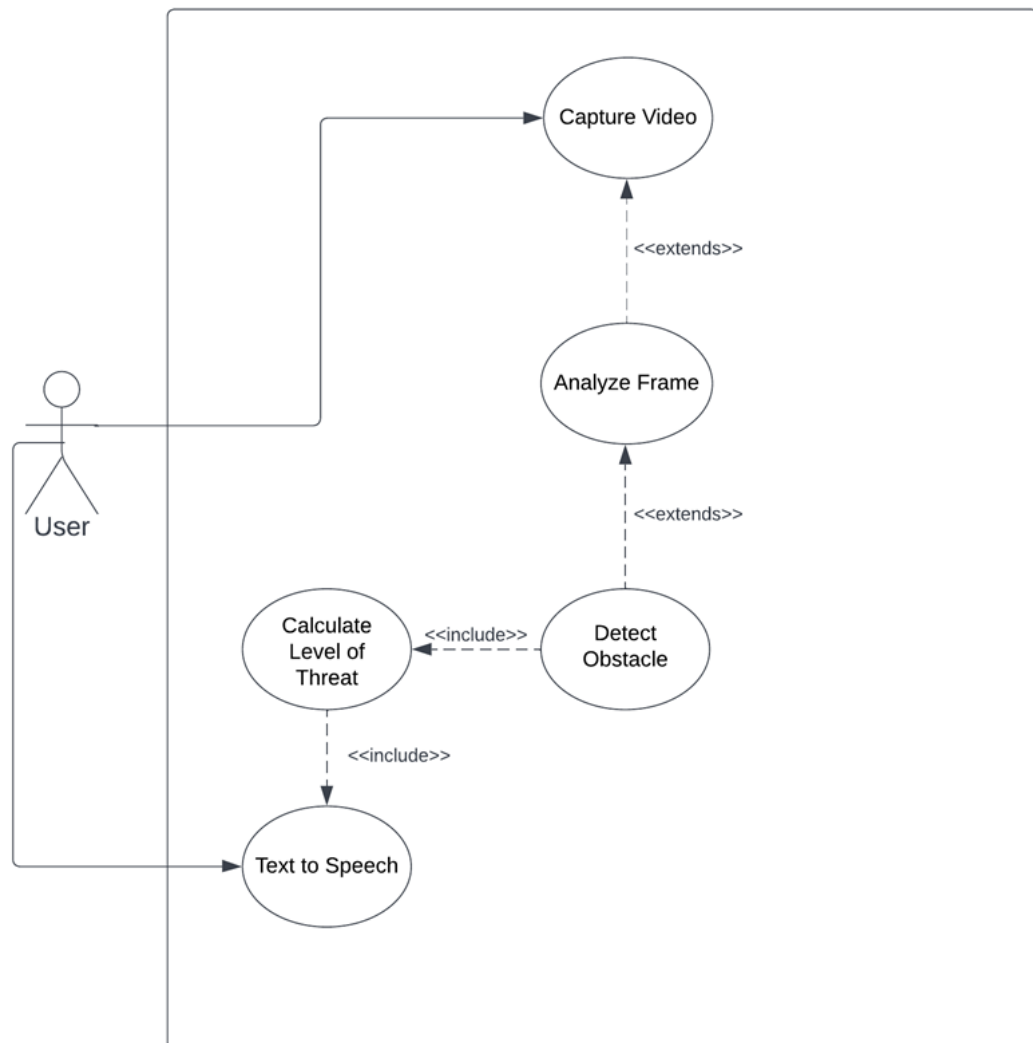 Capture Video
<<extends>>
Analyze Frame
User
<<extends>>
Calculate
Level of
Threat
<<include>>
Detect
Obstacle
<<include>>
Text to Speech